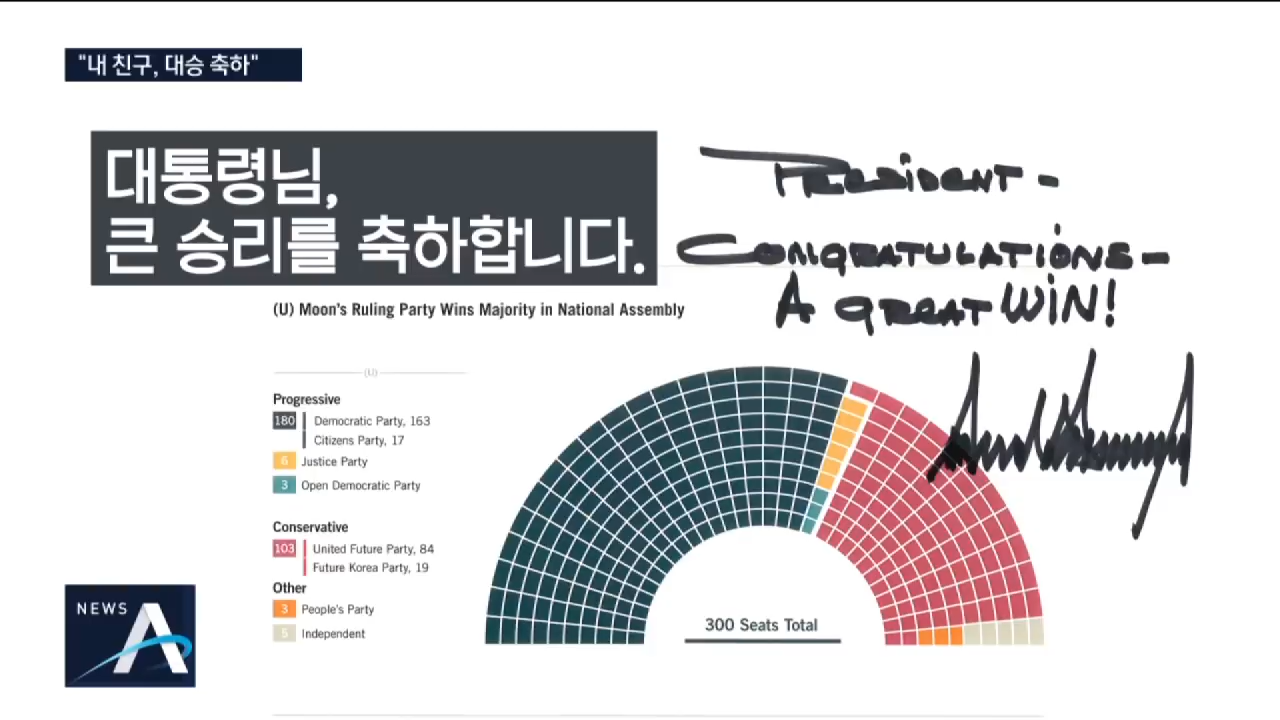 "내 친구, 대승 축하"
대통령님,
큰 승리를 축하합니다.
PRESIDENT -
CONGRATULATIONS -
A GREAT WIN!
(U) Moon's Ruling Party Wins Majority in National Assembly
(U)
Progressive
180 Democratic Party, 163
Citizens Party, 17
6 Justice Party
3 Open Democratic Party
Conservative
103 United Future Party, 84
Future Korea Party, 19
Other
3 People's Party
5 Independent
300 Seats Total
NEWS A